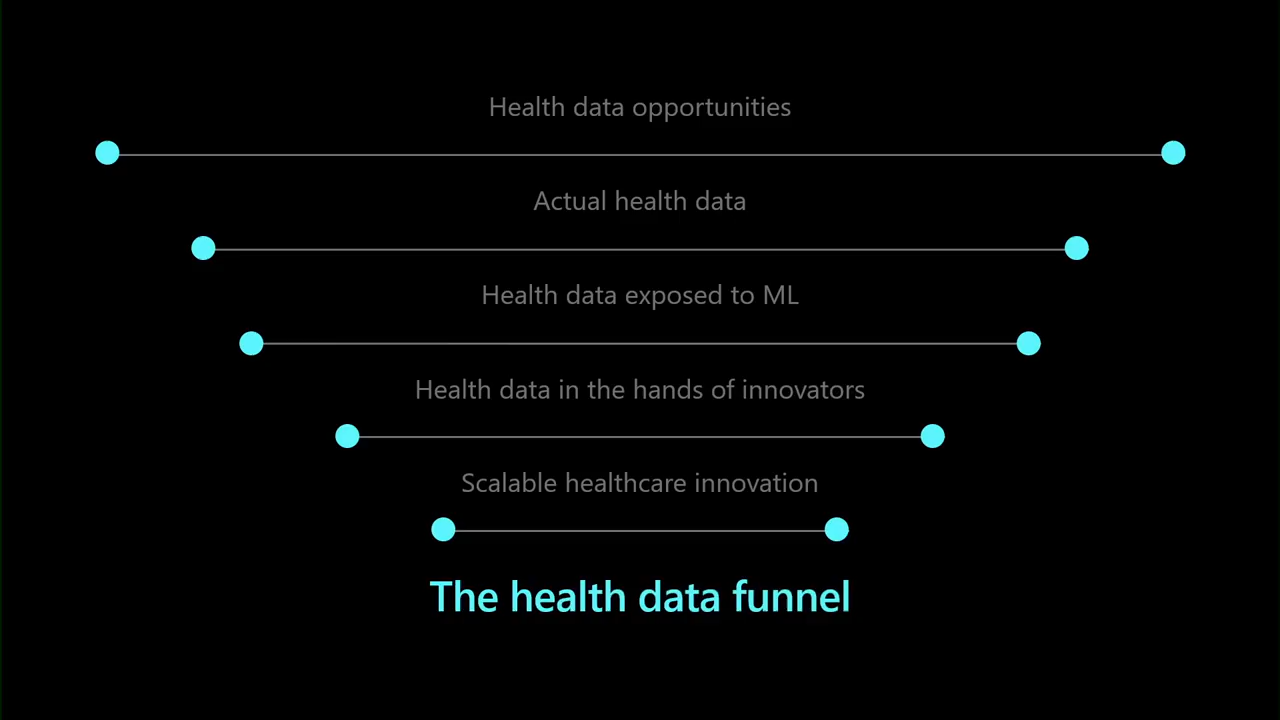 Health data opportunities
Actual health data
Health data exposed to ML
Health data in the hands of innovators
Scalable healthcare innovation
The health data funnel